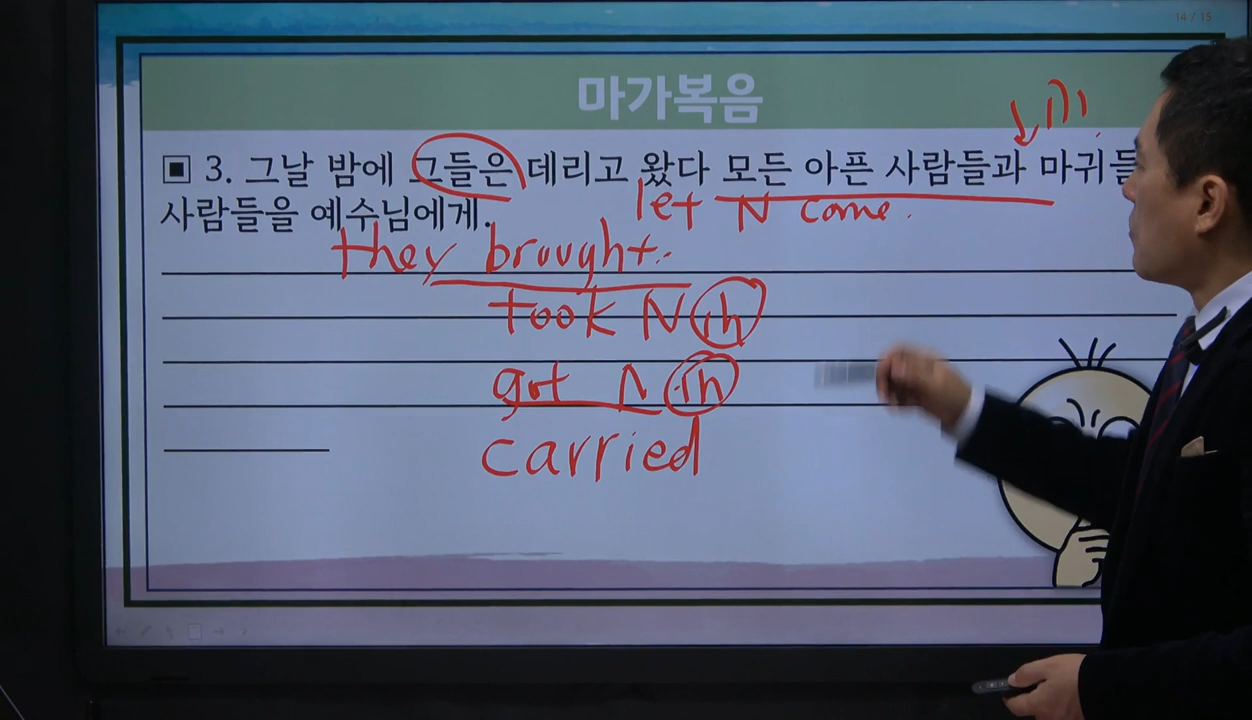 14 / 15
마가복음
▣ 3. 그날 밤에 그들은 데리고 왔다 모든 아픈 사람들과 마귀들
사람들을 예수님에게.
let N come.
they brought..
took N in
got N in
carried